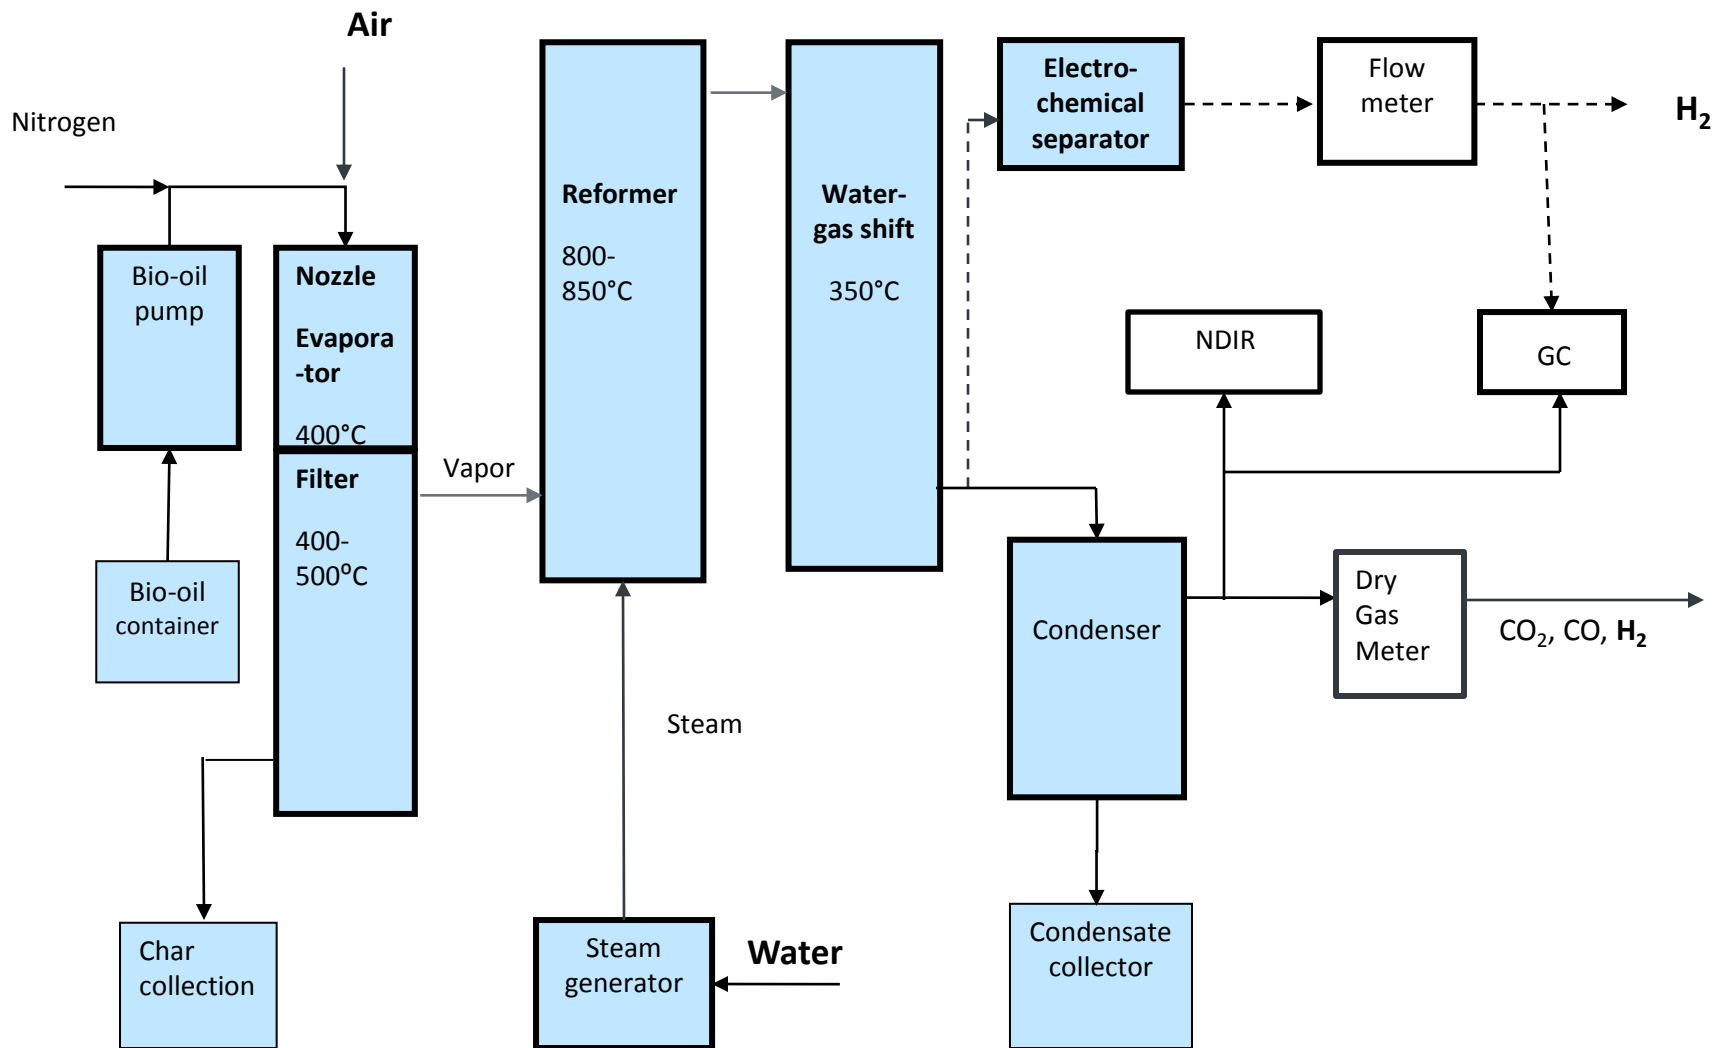 Air
Nitrogen
Bio-oil
pump
Bio-oil
container
Nozzle
Evapora
-tor
400°C
Filter
400-
500°C
Char
collection
Vapor
Reformer
800-
850°C
Steam
Steam
generator
Water
Water-
gas shift
350°C
Electro-
chemical
separator
Flow
meter
H₂
NDIR
GC
Condenser
Dry
Gas
Meter
CO₂, CO, H₂
Condensate
collector